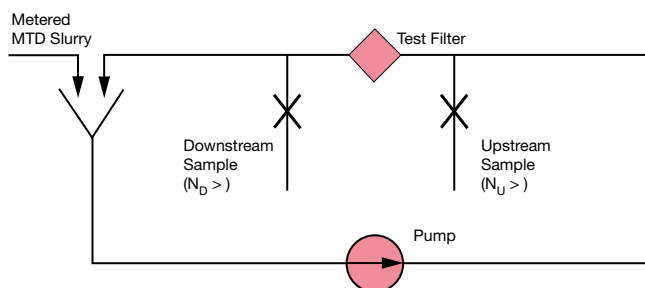 Metered
MTD Slurry
Test Filter
Downstream
Sample
(N_D > )
Upstream
Sample
(N_U > )
Pump